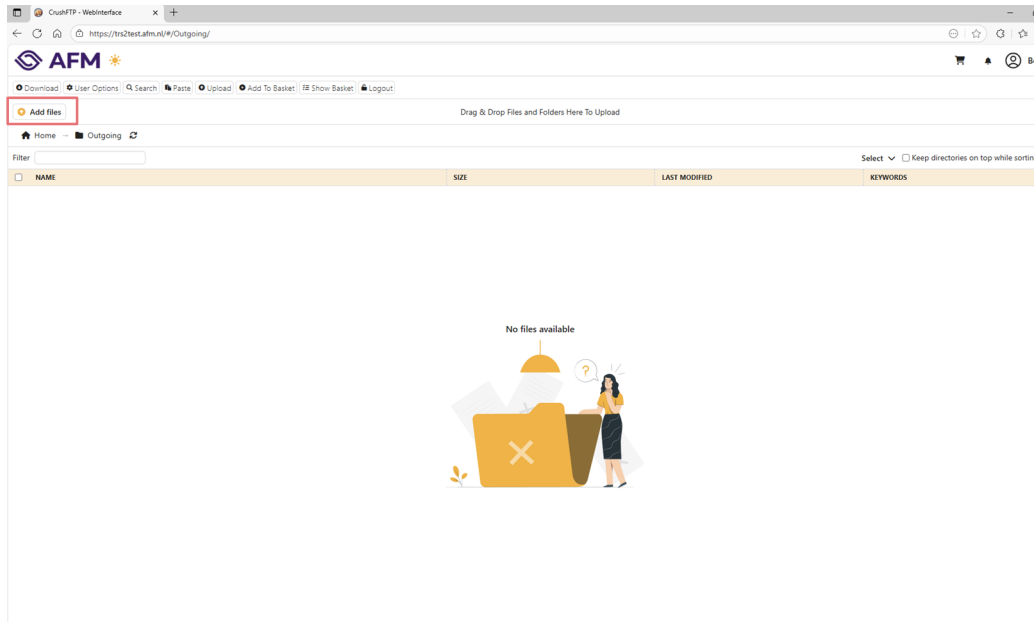 CrushFTP - WebInterface
https://trs2test.afm.nl/#/Outgoing/
AFM
Download User Options Search Paste Upload Add To Basket Show Basket Logout
Add files
Drag & Drop Files and Folders Here To Upload
Home → Outgoing
Filter
Select Keep directories on top while sortin
NAME SIZE LAST MODIFIED KEYWORDS
No files available
?